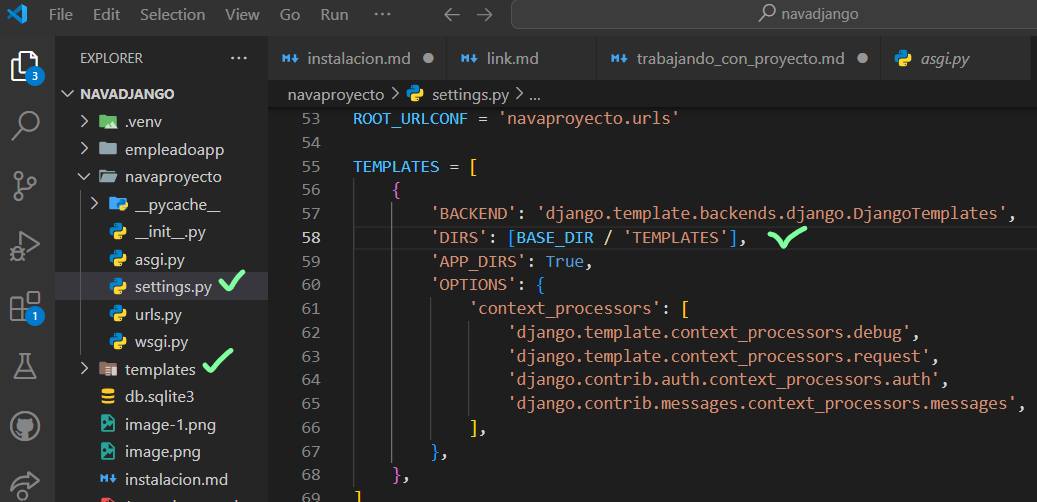 File Edit Selection View Go Run ··· navadjango
EXPLORER ···
instalacion.md link.md trabajando_con_proyecto.md asgi.py
navaproyecto > settings.py > ...
3
1
NAVADJANGO
.venv
empleadoapp
navaproyecto
__pycache__
__init__.py
asgi.py
settings.py
urls.py
wsgi.py
templates
db.sqlite3
image-1.png
image.png
instalacion.md
53 ROOT_URLCONF = 'navaproyecto.urls'
54
55 TEMPLATES = [
56 {
57 'BACKEND': 'django.template.backends.django.DjangoTemplates',
58 'DIRS': [BASE_DIR / 'TEMPLATES'],
59 'APP_DIRS': True,
60 'OPTIONS': {
61 'context_processors': [
62 'django.template.context_processors.debug',
63 'django.template.context_processors.request',
64 'django.contrib.auth.context_processors.auth',
65 'django.contrib.messages.context_processors.messages',
66 ],
67 },
68 },
69 ]